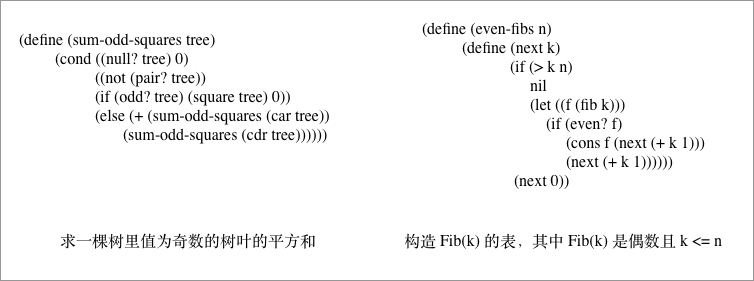 (define (sum-odd-squares tree)
(cond ((null? tree) 0)
((not (pair? tree))
(if (odd? tree) (square tree) 0))
(else (+ (sum-odd-squares (car tree))
(sum-odd-squares (cdr tree))))))
求一棵树里值为奇数的树叶的平方和
(define (even-fibs n)
(define (next k)
(if (> k n)
nil
(let ((f (fib k)))
(if (even? f)
(cons f (next (+ k 1)))
(next (+ k 1))))))
(next 0))
构造 Fib(k) 的表，其中 Fib(k) 是偶数且 k <= n